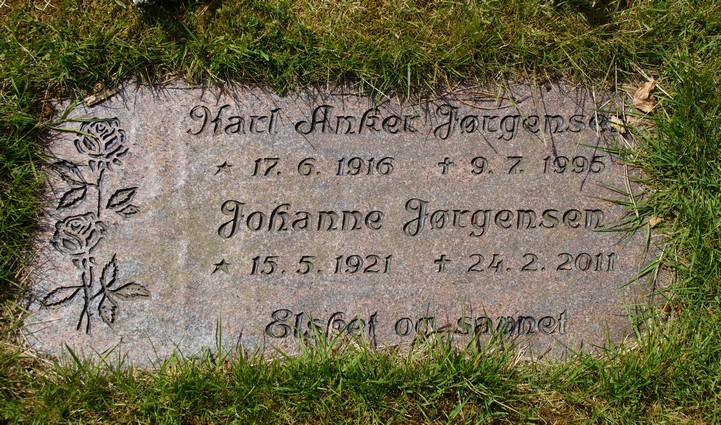 Karl Anker Jørgensen
★ 17. 6. 1916 ✝ 9. 7. 1995
Johanne Jørgensen
★ 15. 5. 1921 ✝ 24. 2. 2011
Elsket og savnet